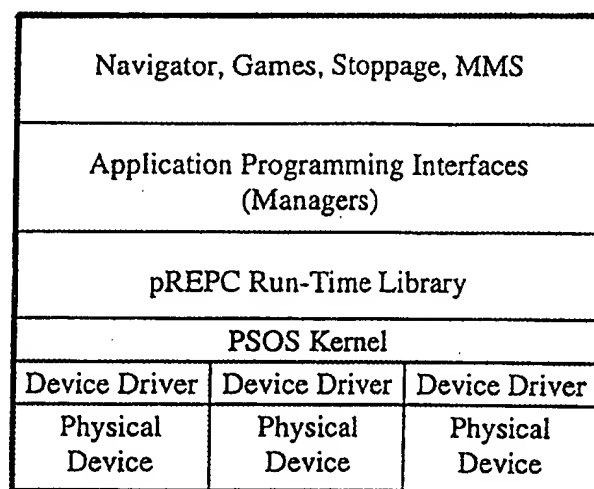 Navigator, Games, Stoppage, MMS
Application Programming Interfaces
(Managers)
pREPC Run-Time Library
PSOS Kernel
Device Driver Device Driver Device Driver
Physical Physical Physical
Device Device Device